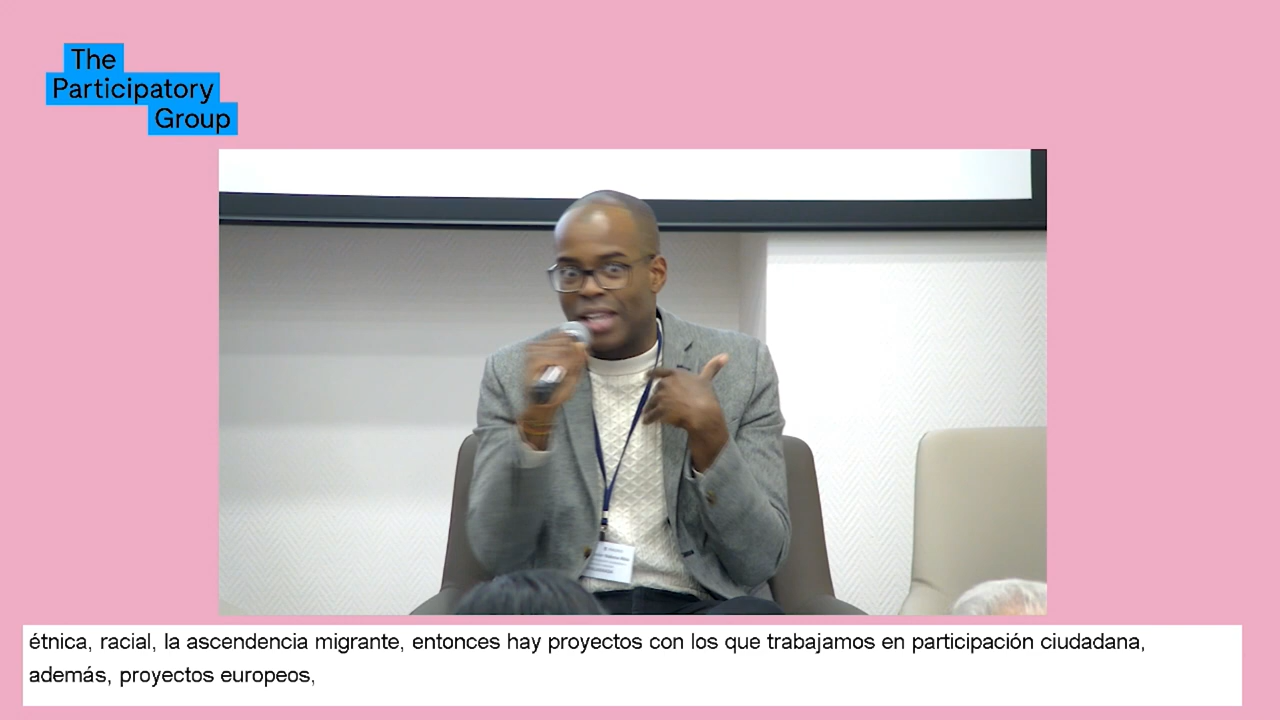 The
Participatory
Group
étnica, racial, la ascendencia migrante, entonces hay proyectos con los que trabajamos en participación ciudadana,
además, proyectos europeos,